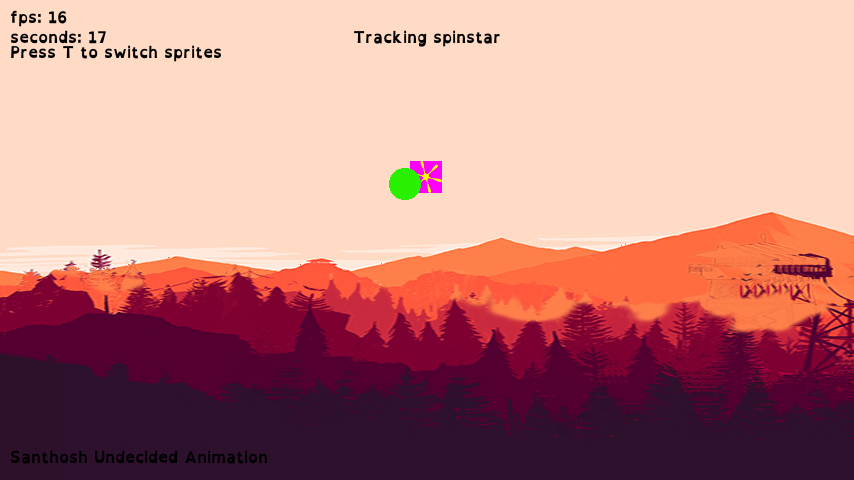 fps: 16
seconds: 17
Press T to switch sprites
Tracking spinstar
Santhosh Undecided Animation